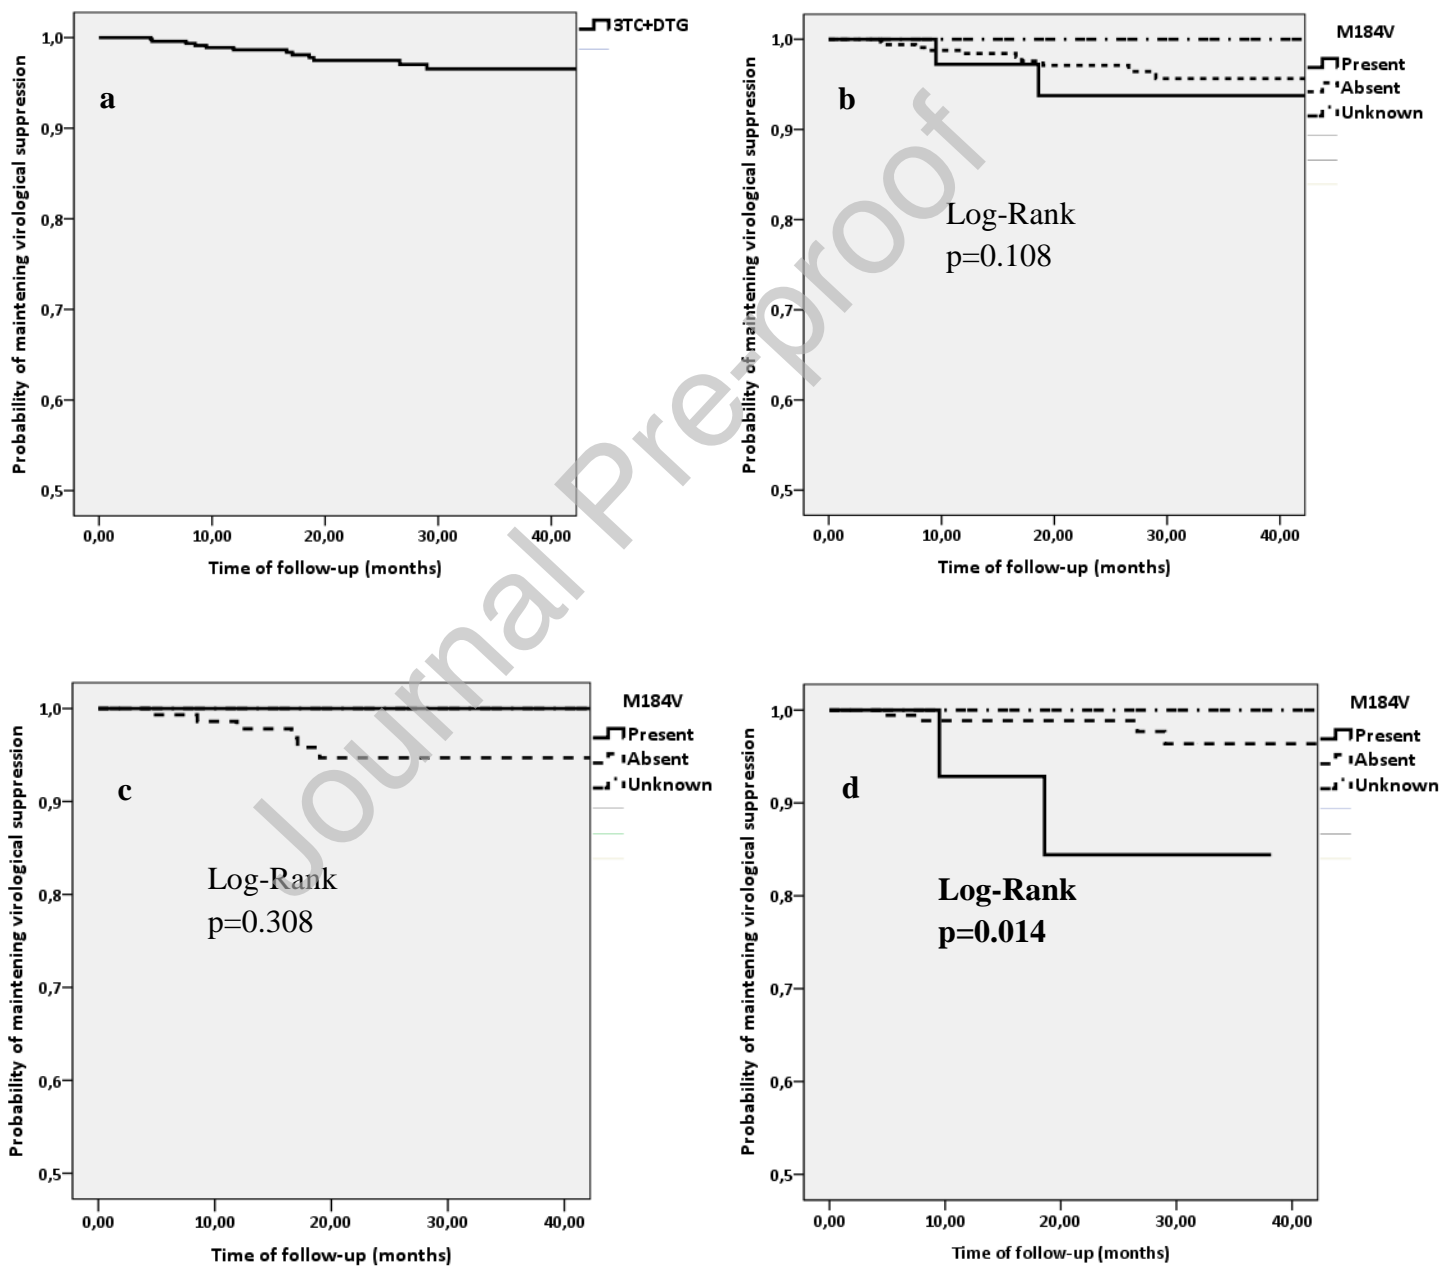 3TC+DTG
1,0
0,9
0,8
0,7
0,6
0,5
a
Probability of maintening virological suppression
0,00 10,00 20,00 30,00 40,00
Time of follow-up (months)
M184V
Present
Absent
Unknown
1,0
0,9
0,8
0,7
0,6
0,5
b
Log-Rank
p=0.108
Probability of maintening virological suppression
0,00 10,00 20,00 30,00 40,00
Time of follow-up (months)
Journal Pre-proof
M184V
Present
Absent
Unknown
1,0
0,9
0,8
0,7
0,6
0,5
c
Log-Rank
p=0.308
Probability of maintening virological suppression
0,00 10,00 20,00 30,00 40,00
Time of follow-up (months)
M184V
Present
Absent
Unknown
1,0
0,9
0,8
0,7
0,6
0,5
d
Log-Rank
p=0.014
Probability of maintening virological suppression
0,00 10,00 20,00 30,00 40,00
Time of follow-up (months)